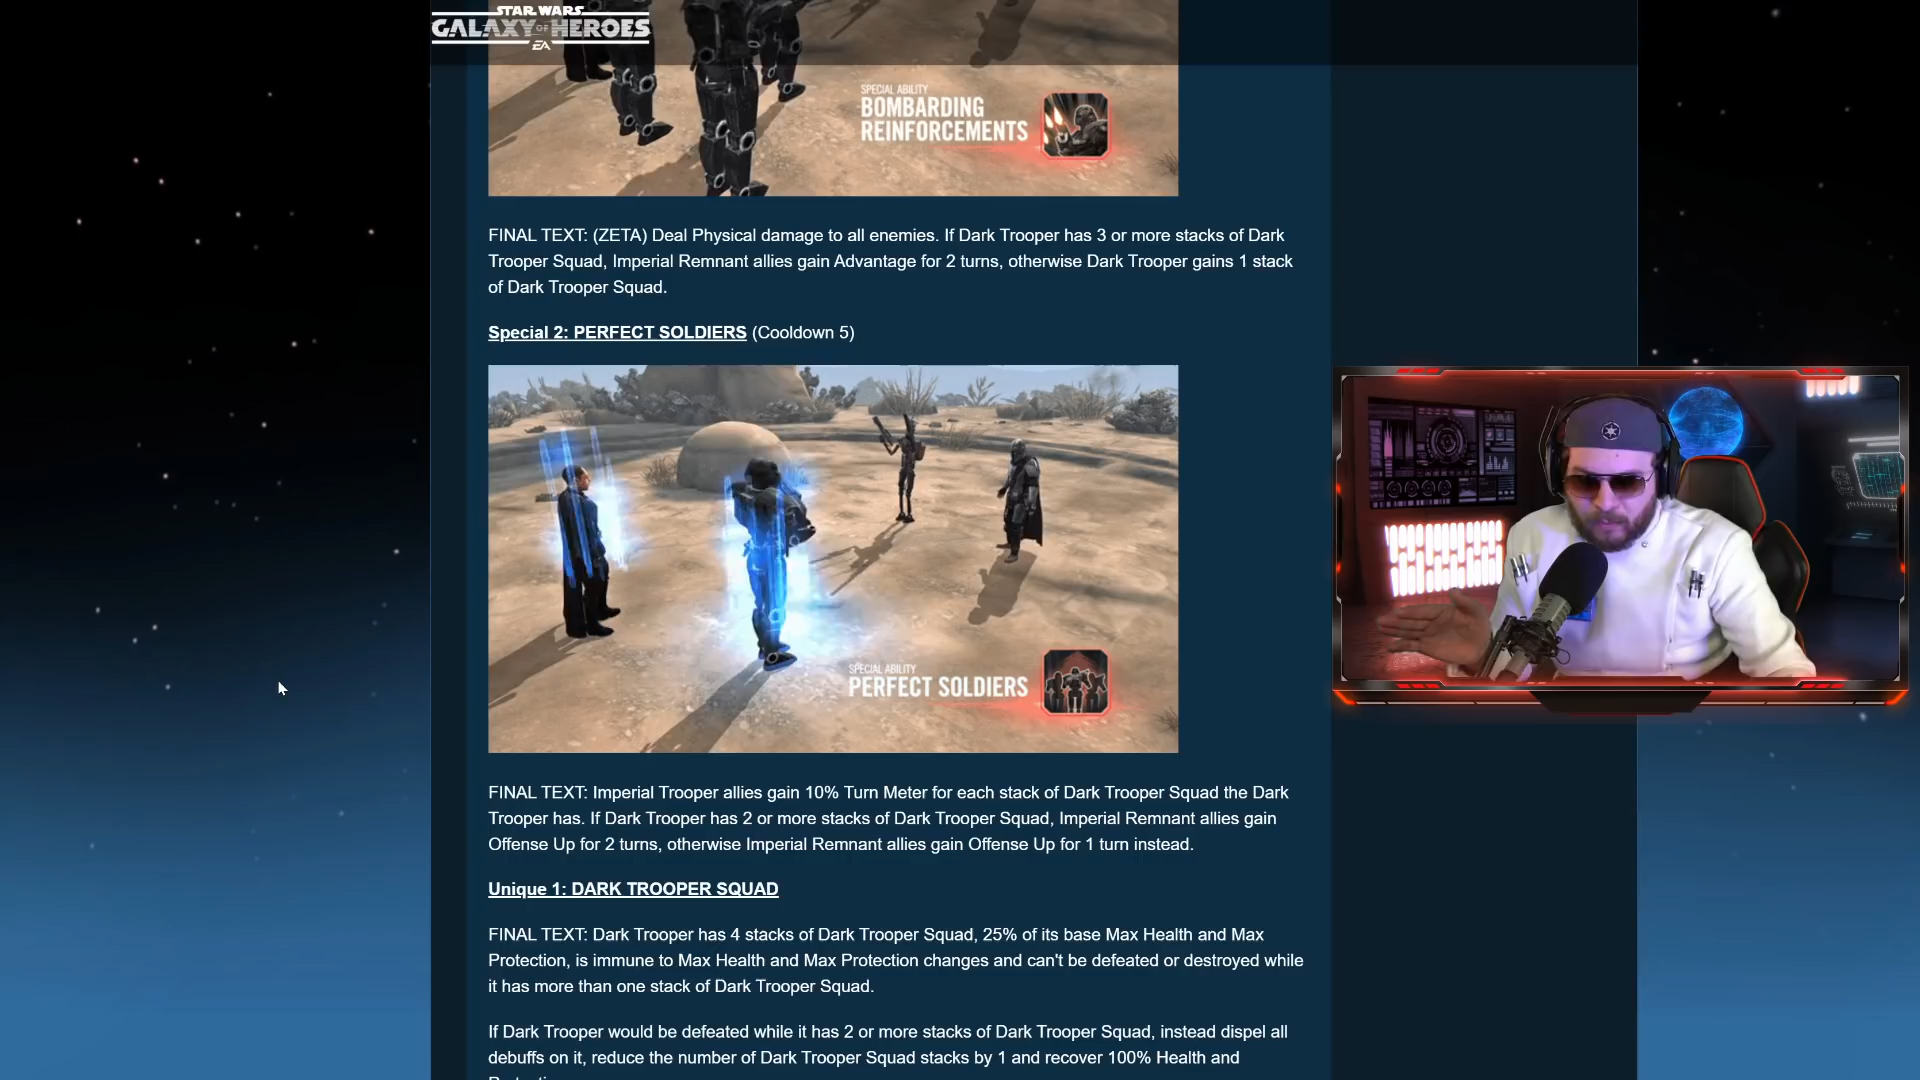 STAR WARS
GALAXY OF HEROES
EA
SPECIAL ABILITY
BOMBARDING
REINFORCEMENTS
FINAL TEXT: (ZETA) Deal Physical damage to all enemies. If Dark Trooper has 3 or more stacks of Dark
Trooper Squad, Imperial Remnant allies gain Advantage for 2 turns, otherwise Dark Trooper gains 1 stack
of Dark Trooper Squad.
Special 2: PERFECT SOLDIERS (Cooldown 5)
SPECIAL ABILITY
PERFECT SOLDIERS
FINAL TEXT: Imperial Trooper allies gain 10% Turn Meter for each stack of Dark Trooper Squad the Dark
Trooper has. If Dark Trooper has 2 or more stacks of Dark Trooper Squad, Imperial Remnant allies gain
Offense Up for 2 turns, otherwise Imperial Remnant allies gain Offense Up for 1 turn instead.
Unique 1: DARK TROOPER SQUAD
FINAL TEXT: Dark Trooper has 4 stacks of Dark Trooper Squad, 25% of its base Max Health and Max
Protection, is immune to Max Health and Max Protection changes and can't be defeated or destroyed while
it has more than one stack of Dark Trooper Squad.
If Dark Trooper would be defeated while it has 2 or more stacks of Dark Trooper Squad, instead dispel all
debuffs on it, reduce the number of Dark Trooper Squad stacks by 1 and recover 100% Health and